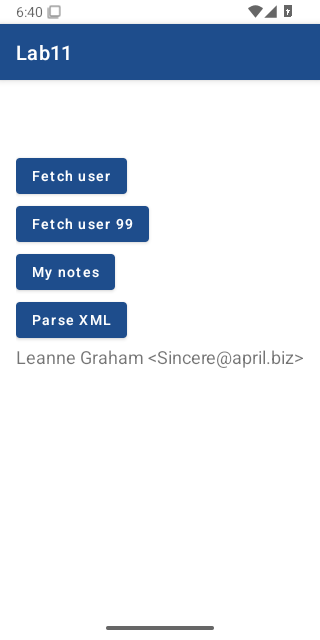 6:40
Lab11
Fetch user
Fetch user 99
My notes
Parse XML
Leanne Graham <Sincere@april.biz>